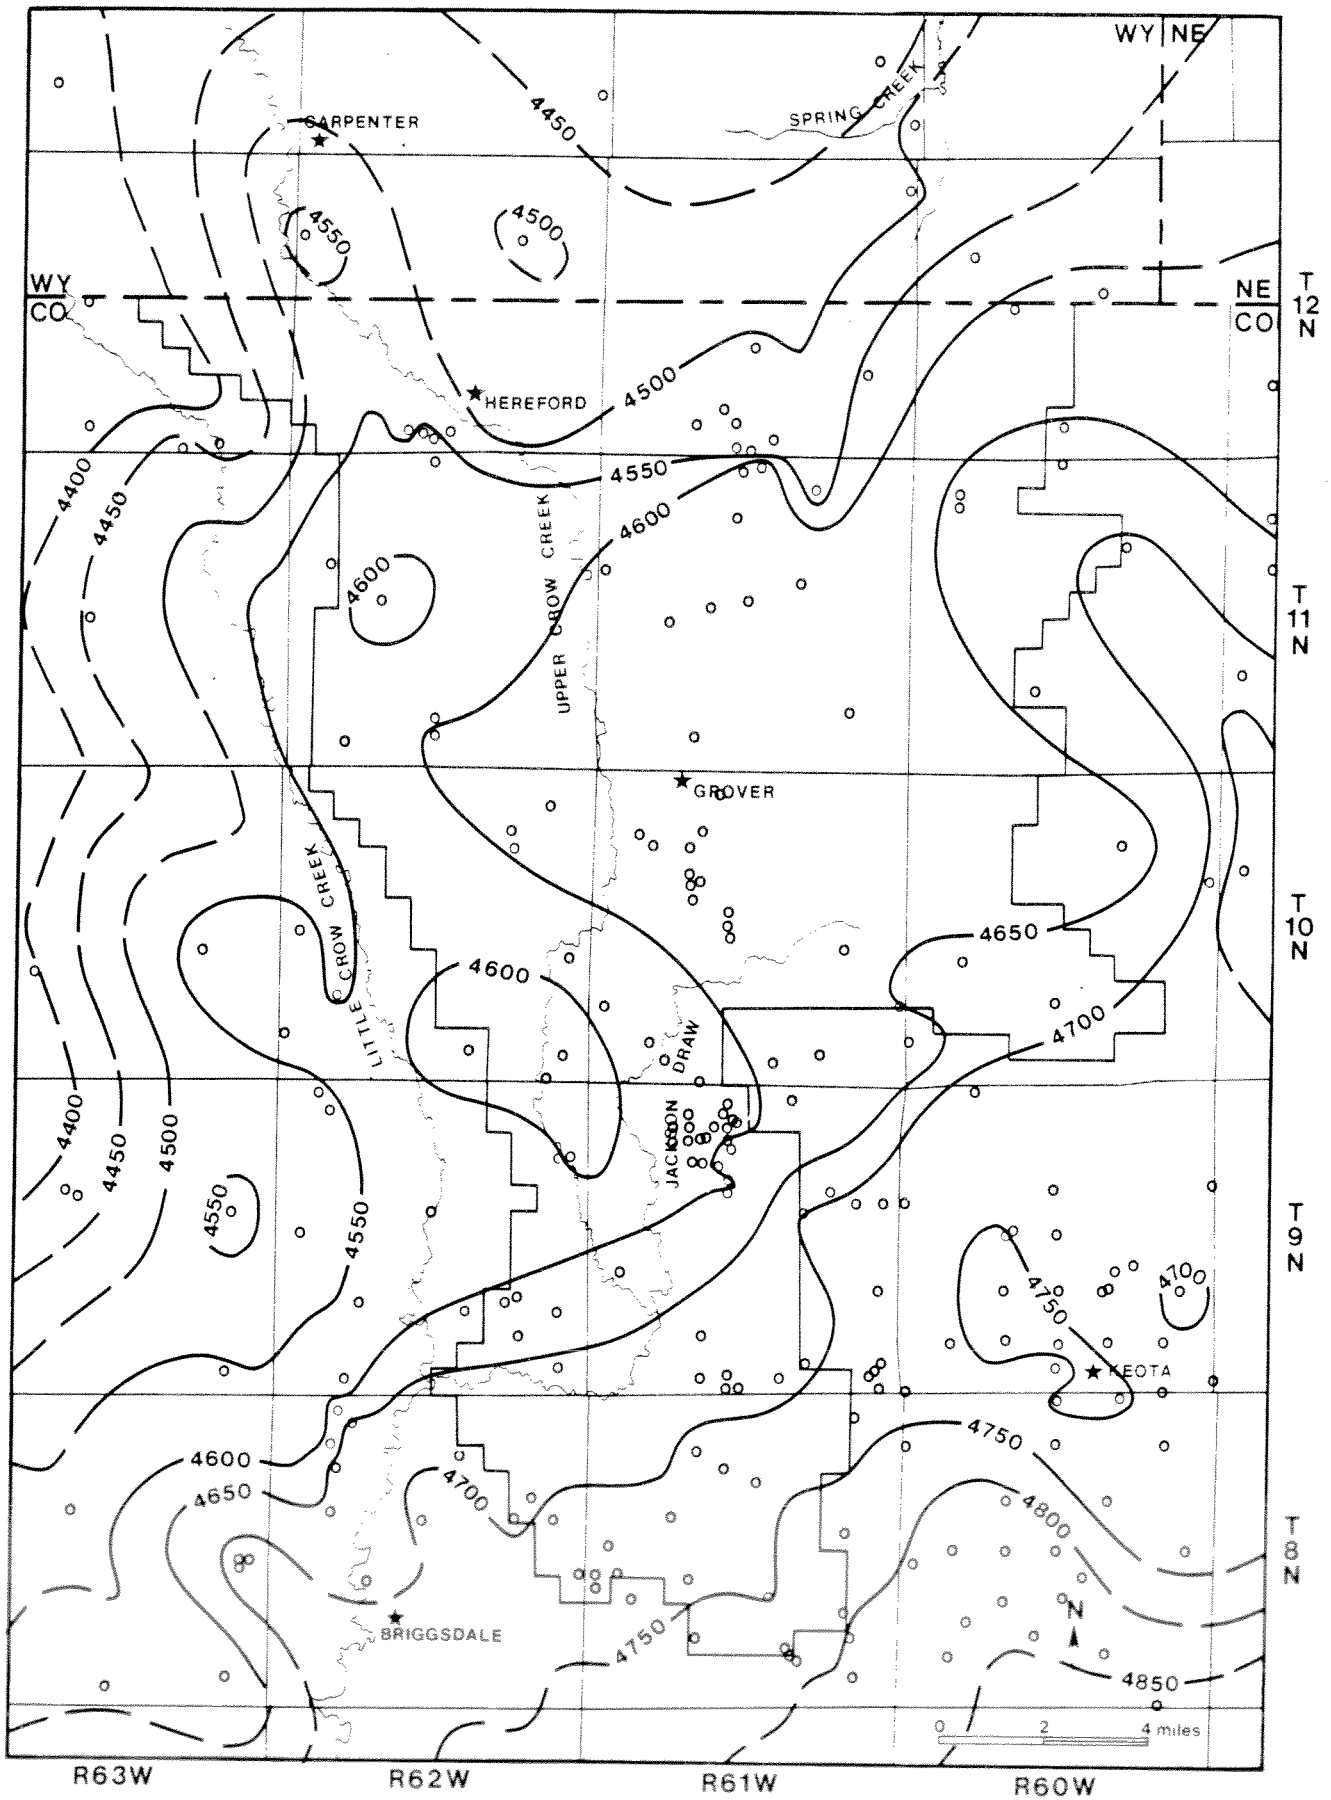 WY NE
SPRING CREEK
4450
CARPENTER
4550
4500
WY
CO
NE
CO
T
12
N
HEREFORD
4500
4400
4450
4550
4600
4600
UPPER CROW CREEK
T
11
N
GROVER
LITTLE CROW CREEK
4600
4650
T
10
N
4700
JACKSON DRAW
4400
4450
4500
4550
4550
T
9
N
4750
4700
KEOTA
4600
4650
4700
4750
4800
T
8
N
N
BRIGGSDALE
4750
4850
0 2 4 miles
R63W R62W R61W R60W